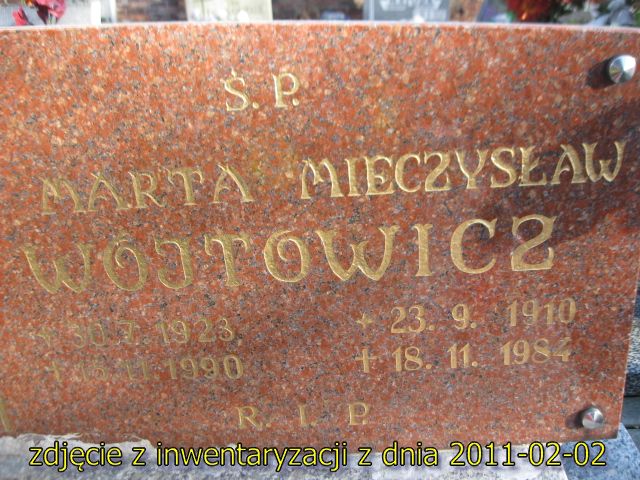 Ś. P.
MARTA MIECZYSŁAW
WÓJTOWICZ
* 30. 7. 1923. + 23. 9. 1910
+ 1990 + 18. 11. 1984
R. I. P.
zdjęcie z inwentaryzacji z dnia 2011-02-02